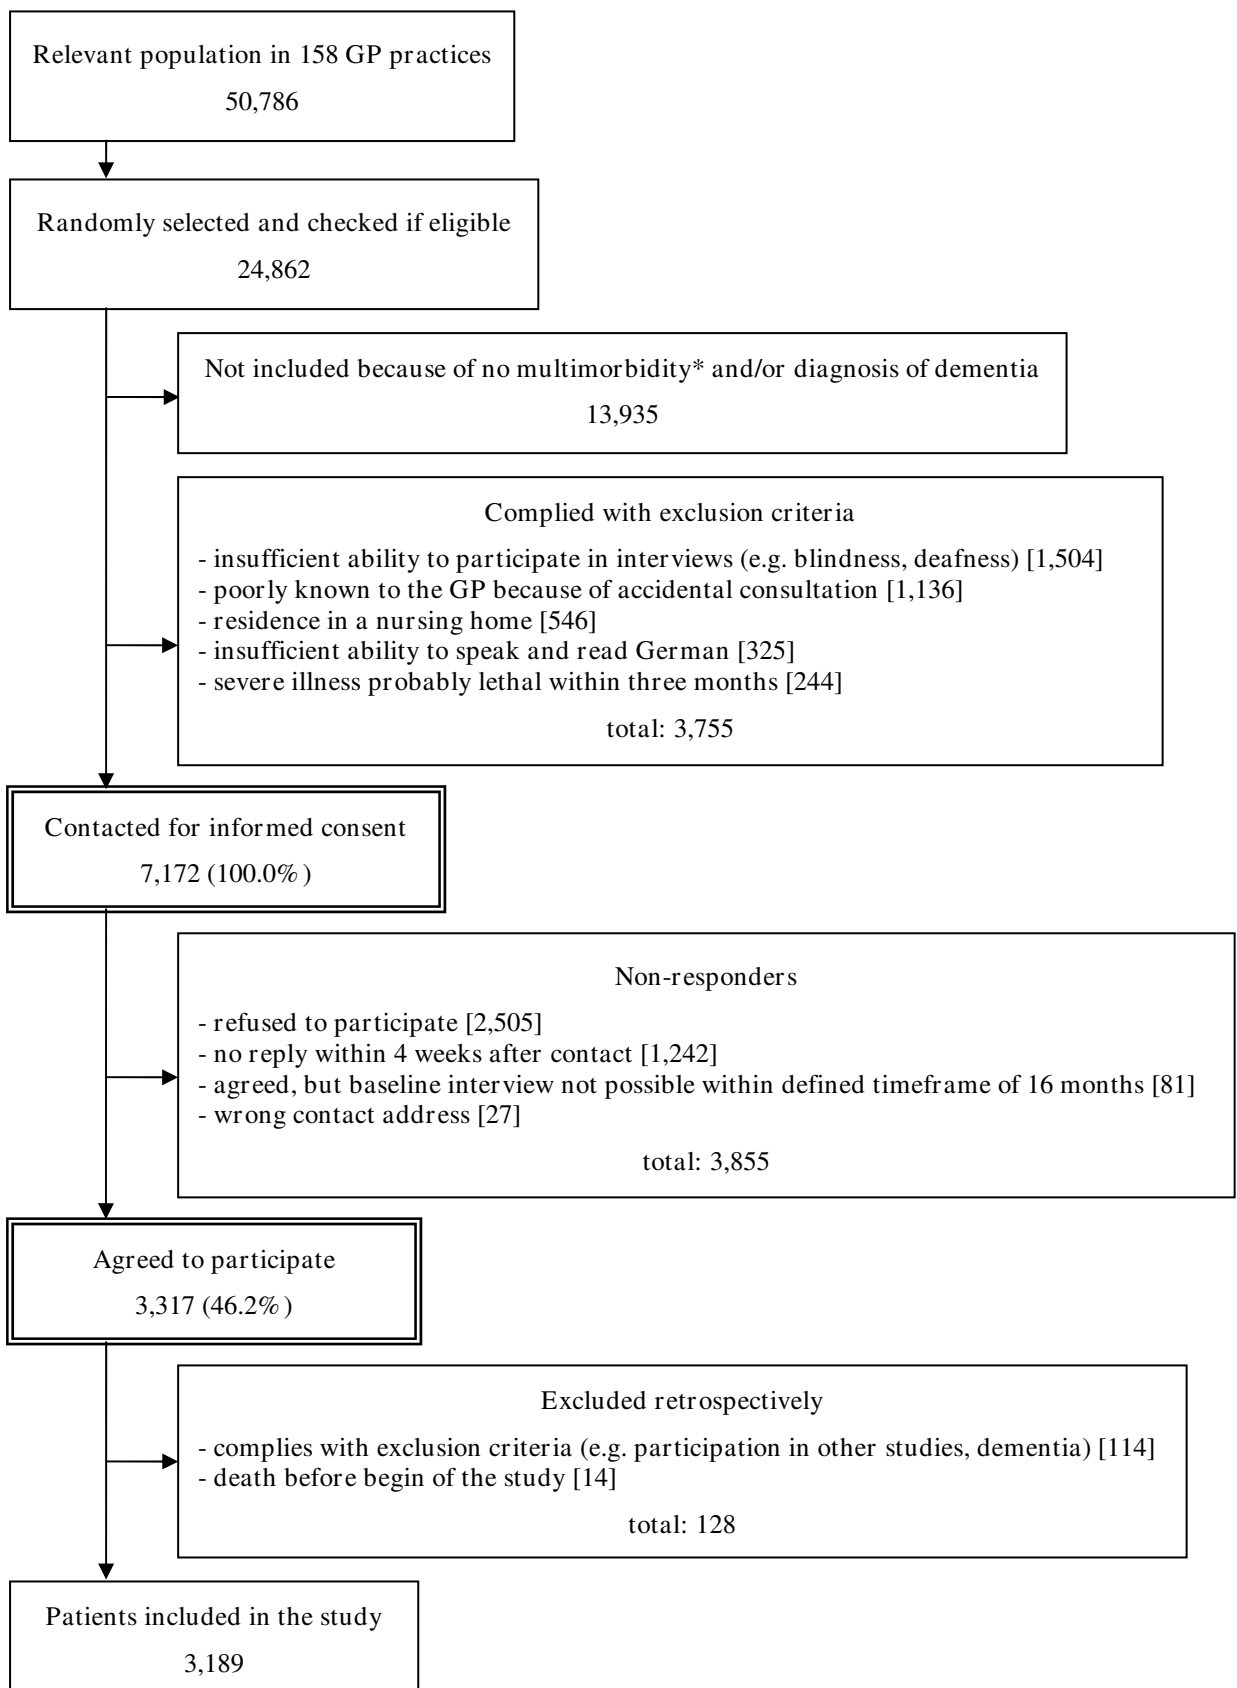 Relevant population in 158 GP practices
50,786
Randomly selected and checked if eligible
24,862
Not included because of no multimorbidity* and/or diagnosis of dementia
13,935
Complied with exclusion criteria
- insufficient ability to participate in interviews (e.g. blindness, deafness) [1,504]
- poorly known to the GP because of accidental consultation [1,136]
- residence in a nursing home [546]
- insufficient ability to speak and read German [325]
- severe illness probably lethal within three months [244]
total: 3,755
Contacted for informed consent
7,172 (100.0%)
Non-responders
- refused to participate [2,505]
- no reply within 4 weeks after contact [1,242]
- agreed, but baseline interview not possible within defined timeframe of 16 months [81]
- wrong contact address [27]
total: 3,855
Agreed to participate
3,317 (46.2%)
Excluded retrospectively
- complies with exclusion criteria (e.g. participation in other studies, dementia) [114]
- death before begin of the study [14]
total: 128
Patients included in the study
3,189